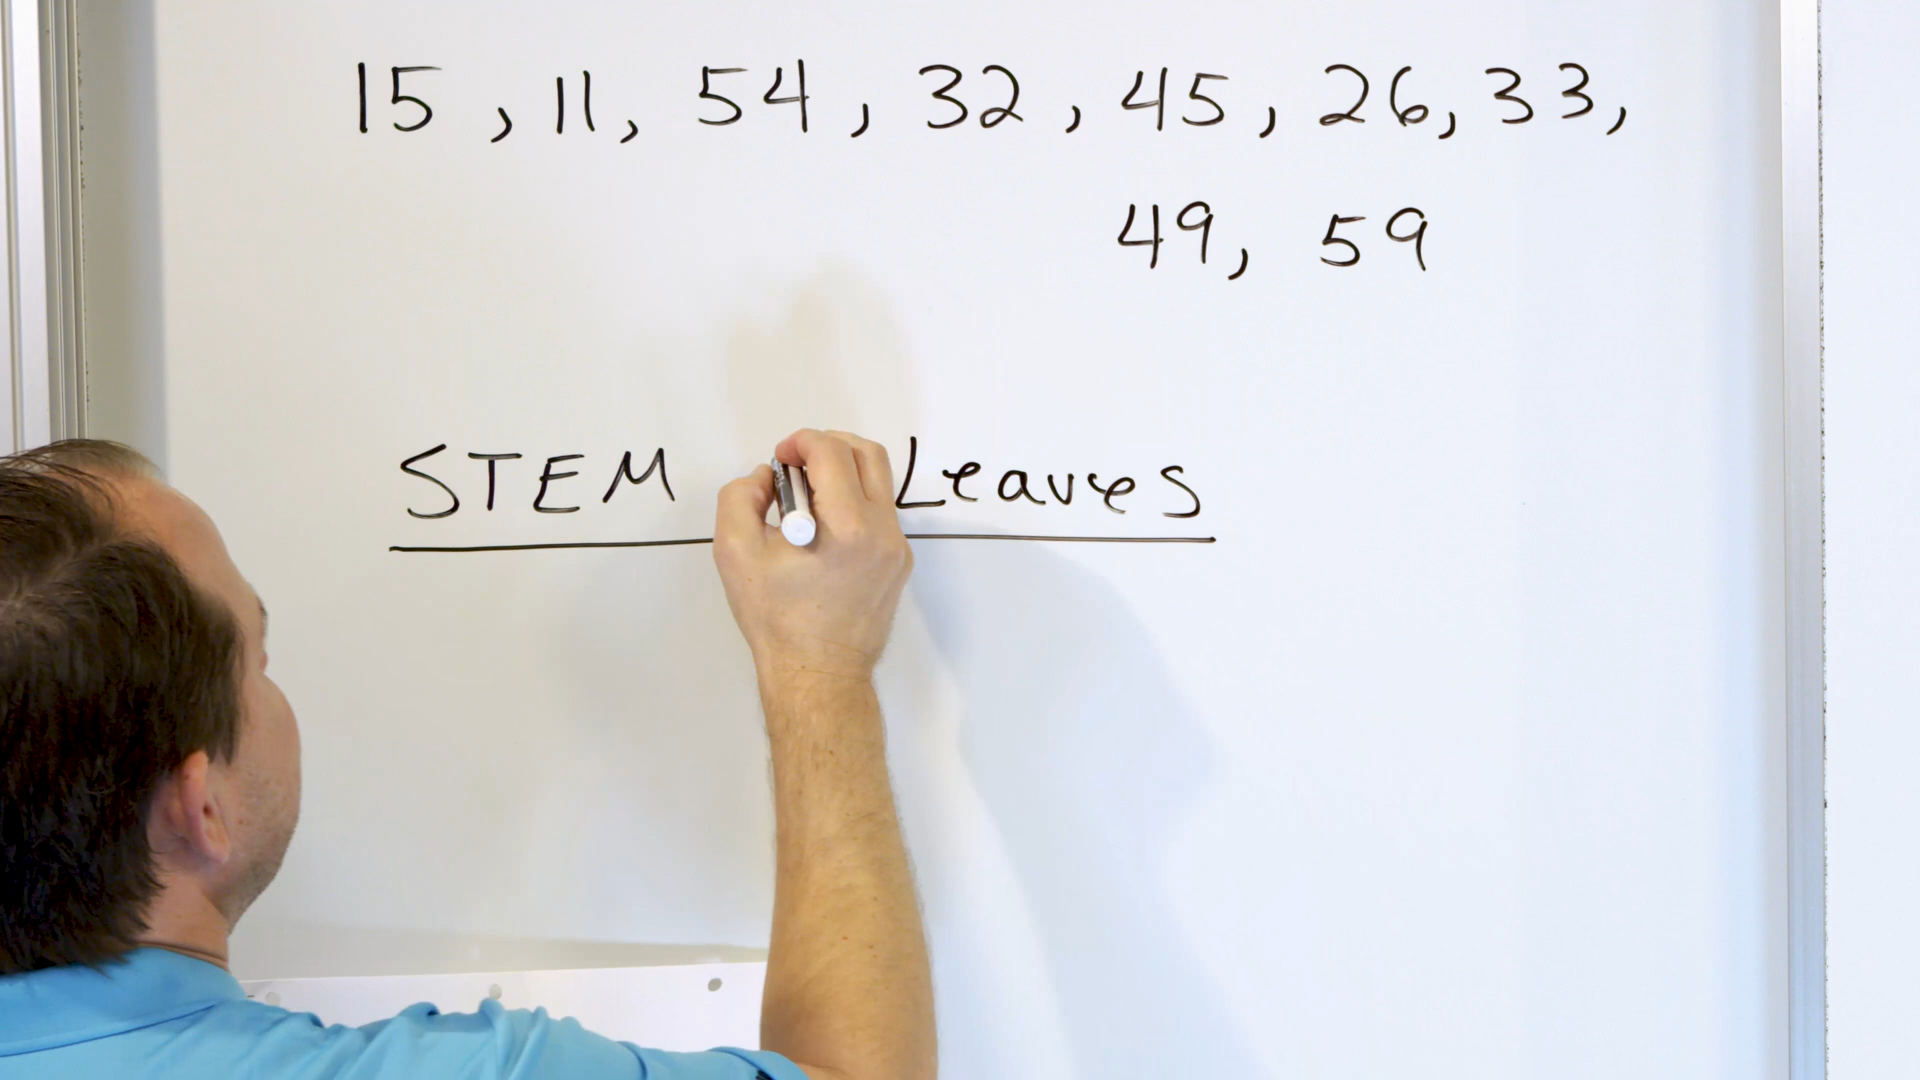 15, 11, 54, 32, 45, 26, 33,
49, 59
STEM Leaves